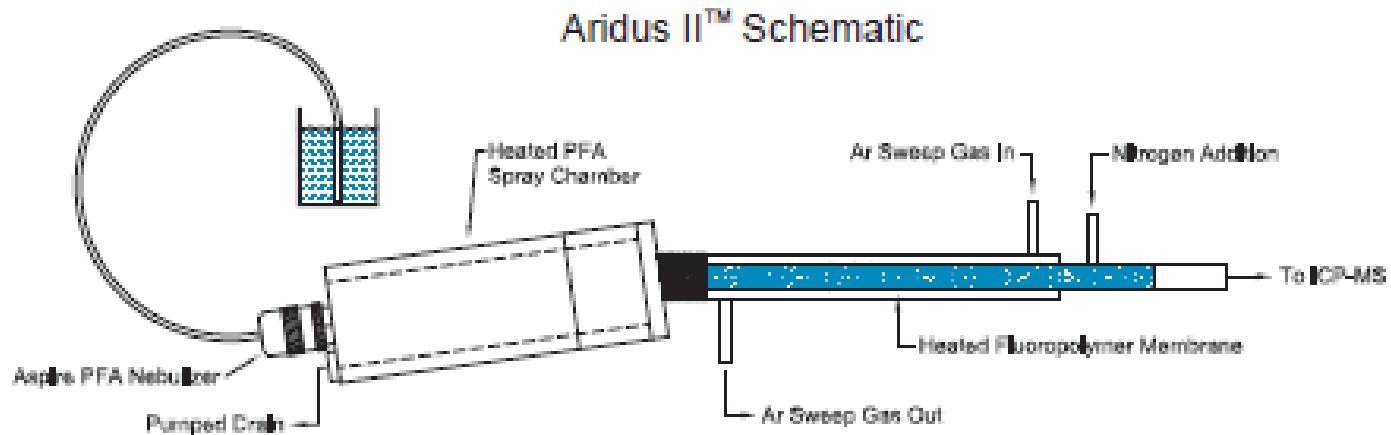 Aridus II™ Schematic
Heated PFA
Spray Chamber
Ar Sweep Gas In
Nitrogen Addition
To ICP-MS
Heated Fluoropolymer Membrane
Aspire PFA Nebulizer
Ar Sweep Gas Out
Pumped Drain